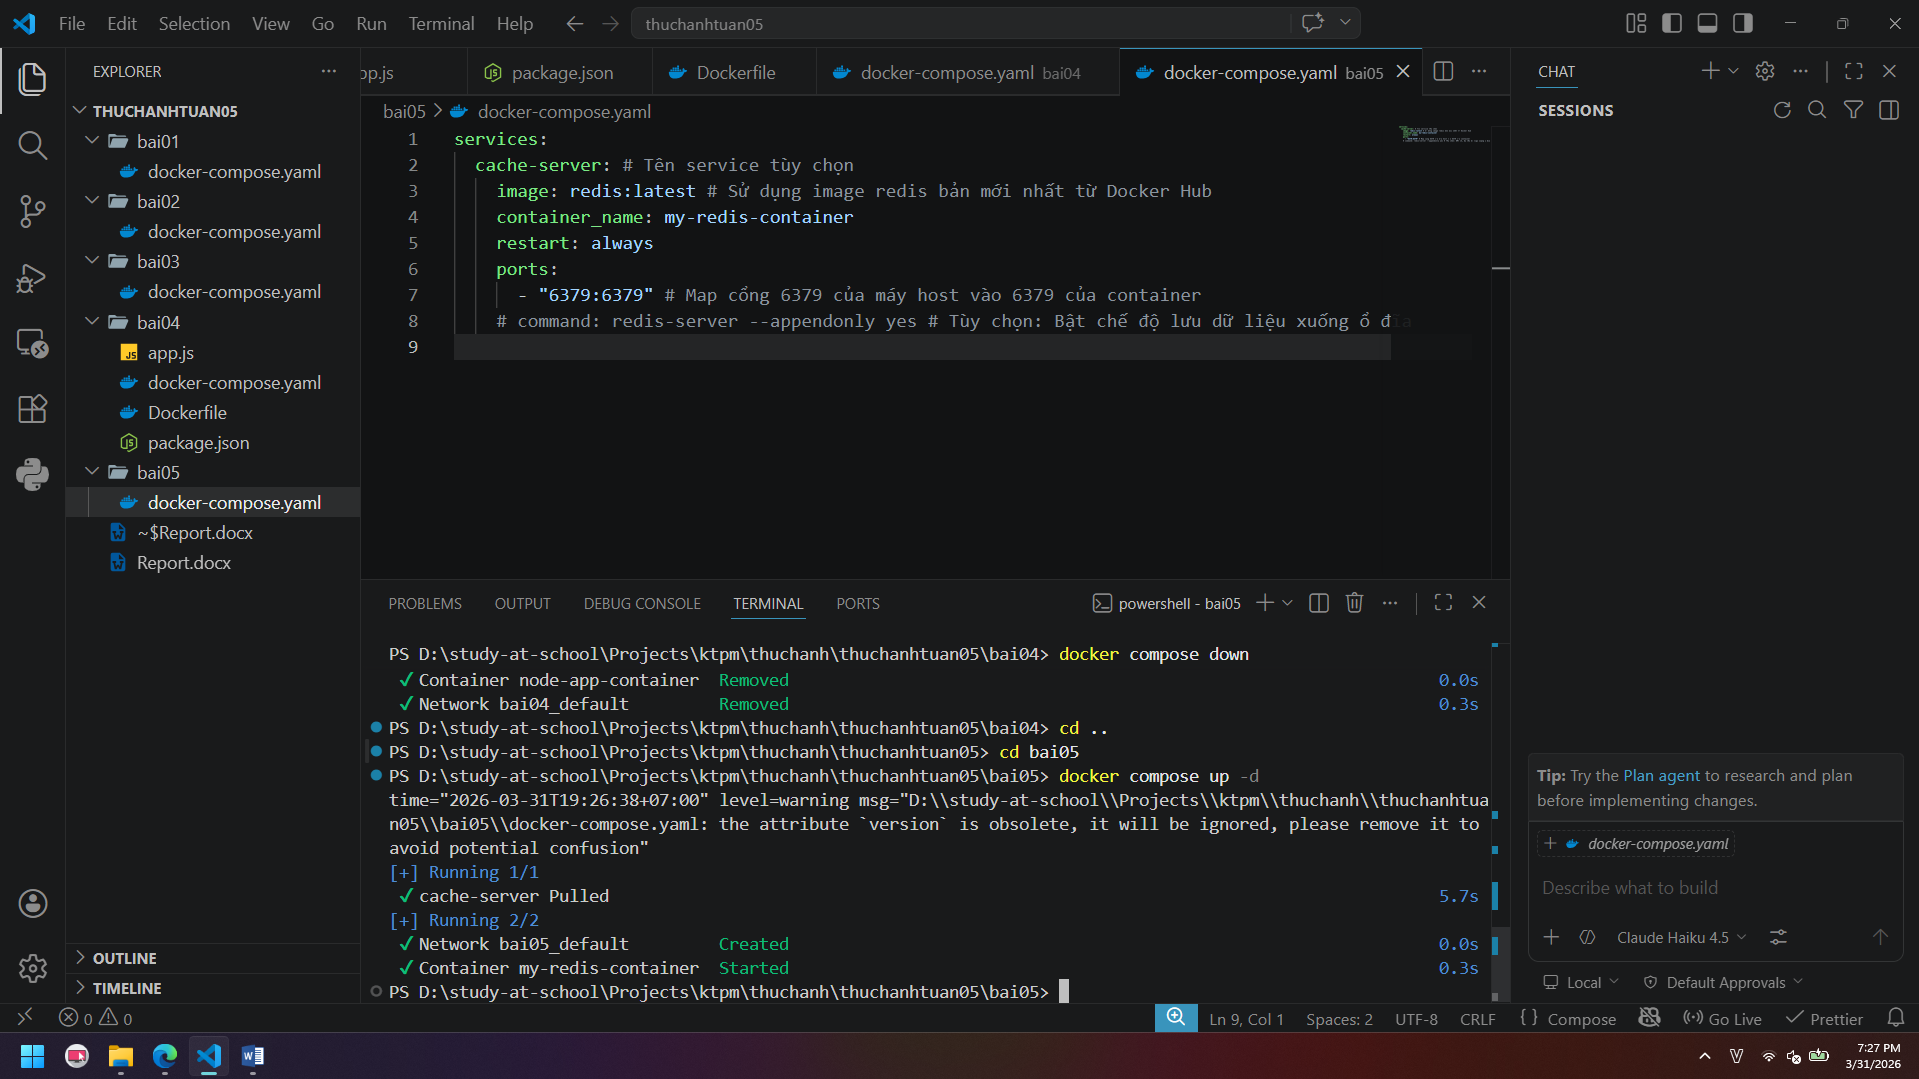 File Edit Selection View Go Run Terminal Help
thuchanhtuan05
EXPLORER
THUCHANHTUAN05
bai01
docker-compose.yaml
bai02
docker-compose.yaml
bai03
docker-compose.yaml
bai04
app.js
docker-compose.yaml
Dockerfile
package.json
bai05
docker-compose.yaml
~$Report.docx
Report.docx
OUTLINE
TIMELINE
pp.js package.json Dockerfile docker-compose.yaml bai04 docker-compose.yaml bai05
bai05 > docker-compose.yaml
1 services:
2 cache-server: # Tên service tùy chọn
3 image: redis:latest # Sử dụng image redis bản mới nhất từ Docker Hub
4 container_name: my-redis-container
5 restart: always
6 ports:
7 - "6379:6379" # Map cổng 6379 của máy host vào 6379 của container
8 # command: redis-server --appendonly yes # Tùy chọn: Bật chế độ lưu dữ liệu xuống ổ đĩa
9
PROBLEMS OUTPUT DEBUG CONSOLE TERMINAL PORTS
powershell - bai05
PS D:\study-at-school\Projects\ktpm\thuchanh\thuchanhtuan05\bai04> docker compose down
✓ Container node-app-container Removed 0.0s
✓ Network bai04_default Removed 0.3s
PS D:\study-at-school\Projects\ktpm\thuchanh\thuchanhtuan05\bai04> cd ..
PS D:\study-at-school\Projects\ktpm\thuchanh\thuchanhtuan05> cd bai05
PS D:\study-at-school\Projects\ktpm\thuchanh\thuchanhtuan05\bai05> docker compose up -d
time="2026-03-31T19:26:38+07:00" level=warning msg="D:\\study-at-school\\Projects\\ktpm\\thuchanh\\thuchanhtua
n05\\bai05\\docker-compose.yaml: the attribute `version` is obsolete, it will be ignored, please remove it to
avoid potential confusion"
[+] Running 1/1
✓ cache-server Pulled 5.7s
[+] Running 2/2
✓ Network bai05_default Created 0.0s
✓ Container my-redis-container Started 0.3s
PS D:\study-at-school\Projects\ktpm\thuchanh\thuchanhtuan05\bai05>
CHAT
SESSIONS
Tip: Try the Plan agent to research and plan
before implementing changes.
docker-compose.yaml
Describe what to build
Claude Haiku 4.5
Local Default Approvals
0 0
Ln 9, Col 1 Spaces: 2 UTF-8 CRLF { } Compose Go Live Prettier
7:27 PM
3/31/2026